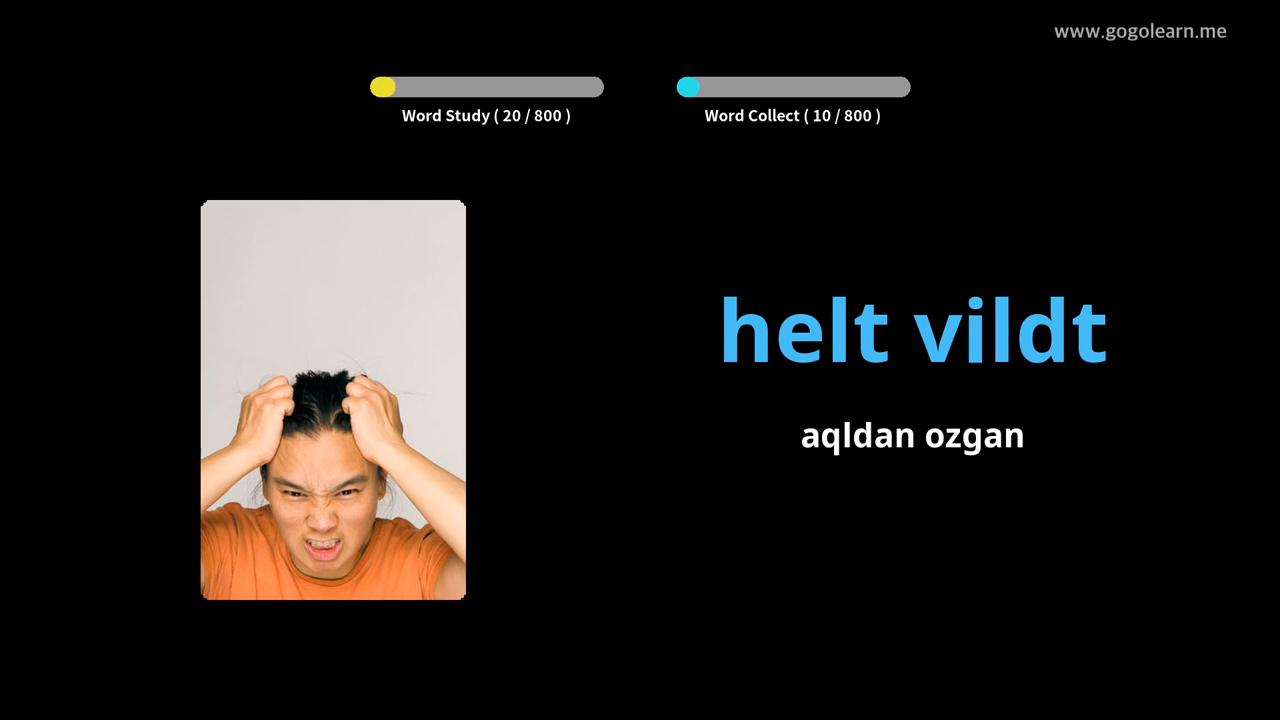 www.gogolearn.me
Word Study ( 20 / 800 )
Word Collect ( 10 / 800 )
helt vildt
aqldan ozgan